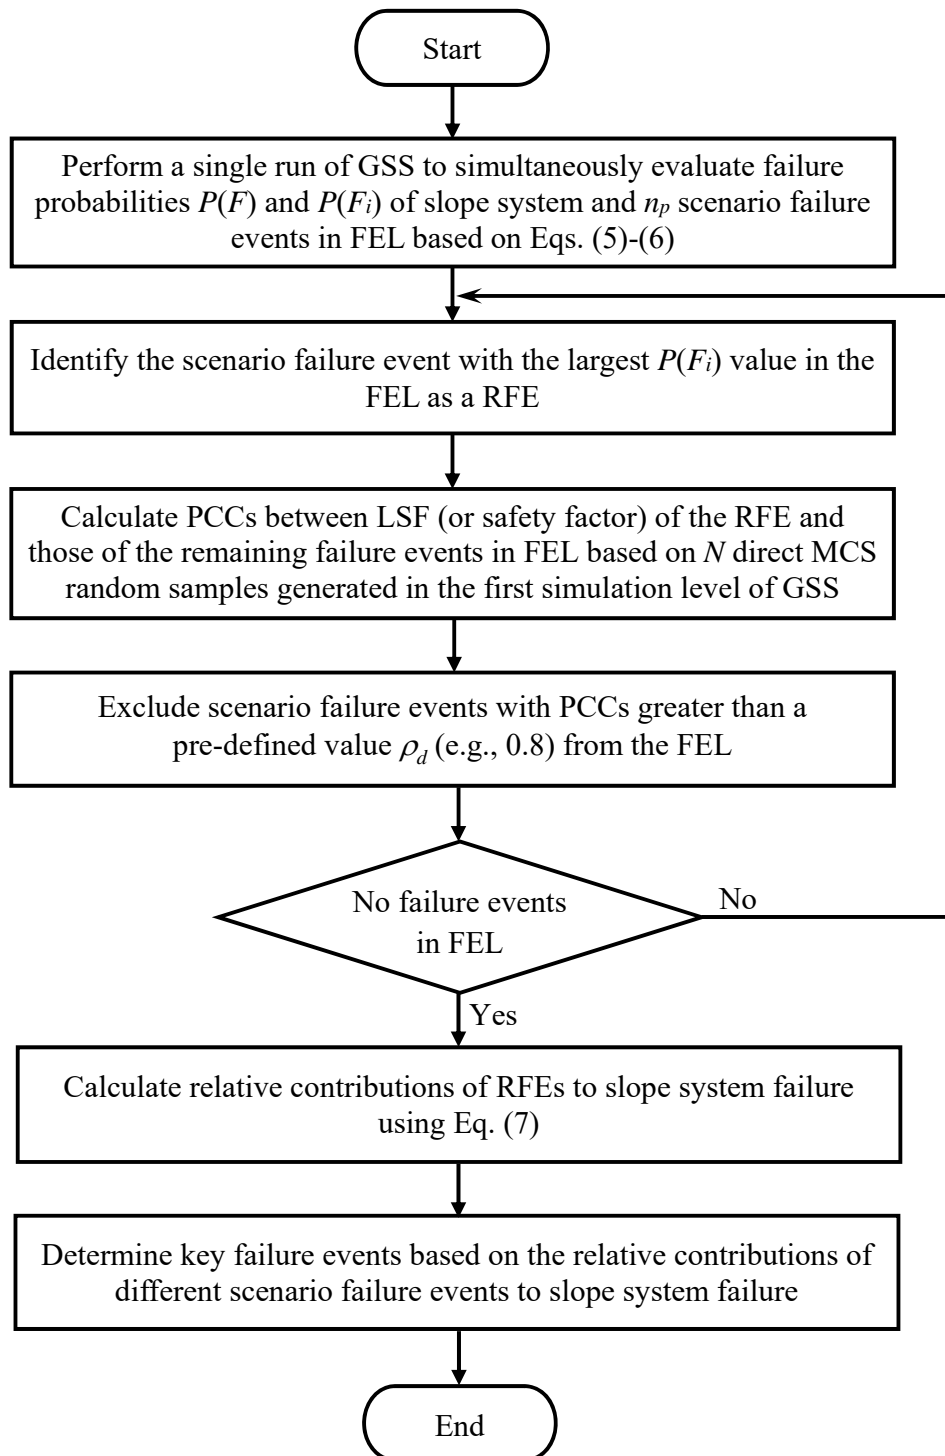 Start
Perform a single run of GSS to simultaneously evaluate failure
probabilities P(F) and P(Fi) of slope system and np scenario failure
events in FEL based on Eqs. (5)-(6)
Identify the scenario failure event with the largest P(Fi) value in the
FEL as a RFE
Calculate PCCs between LSF (or safety factor) of the RFE and
those of the remaining failure events in FEL based on N direct MCS
random samples generated in the first simulation level of GSS
Exclude scenario failure events with PCCs greater than a
pre-defined value ρd (e.g., 0.8) from the FEL
No failure events
in FEL
No
Yes
Calculate relative contributions of RFEs to slope system failure
using Eq. (7)
Determine key failure events based on the relative contributions of
different scenario failure events to slope system failure
End